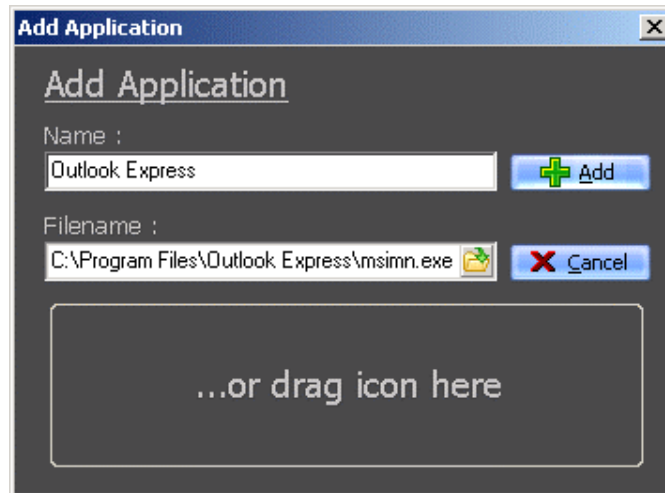 Add Application
Add Application
Name :
Outlook Express
Add
Filename :
C:\Program Files\Outlook Express\msimn.exe
Cancel
...or drag icon here